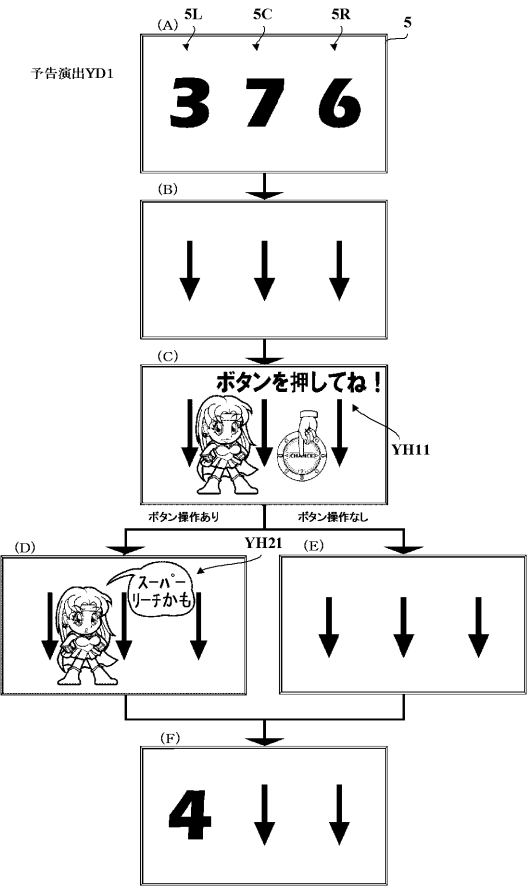 (A) 5L 5C 5R 5
予告演出YD1
3 7 6
(B)
(C)
ボタンを押してね！
CHANCE
YH11
ボタン操作あり ボタン操作なし
(D) YH21 (E)
スーパー
リーチかも
(F)
4